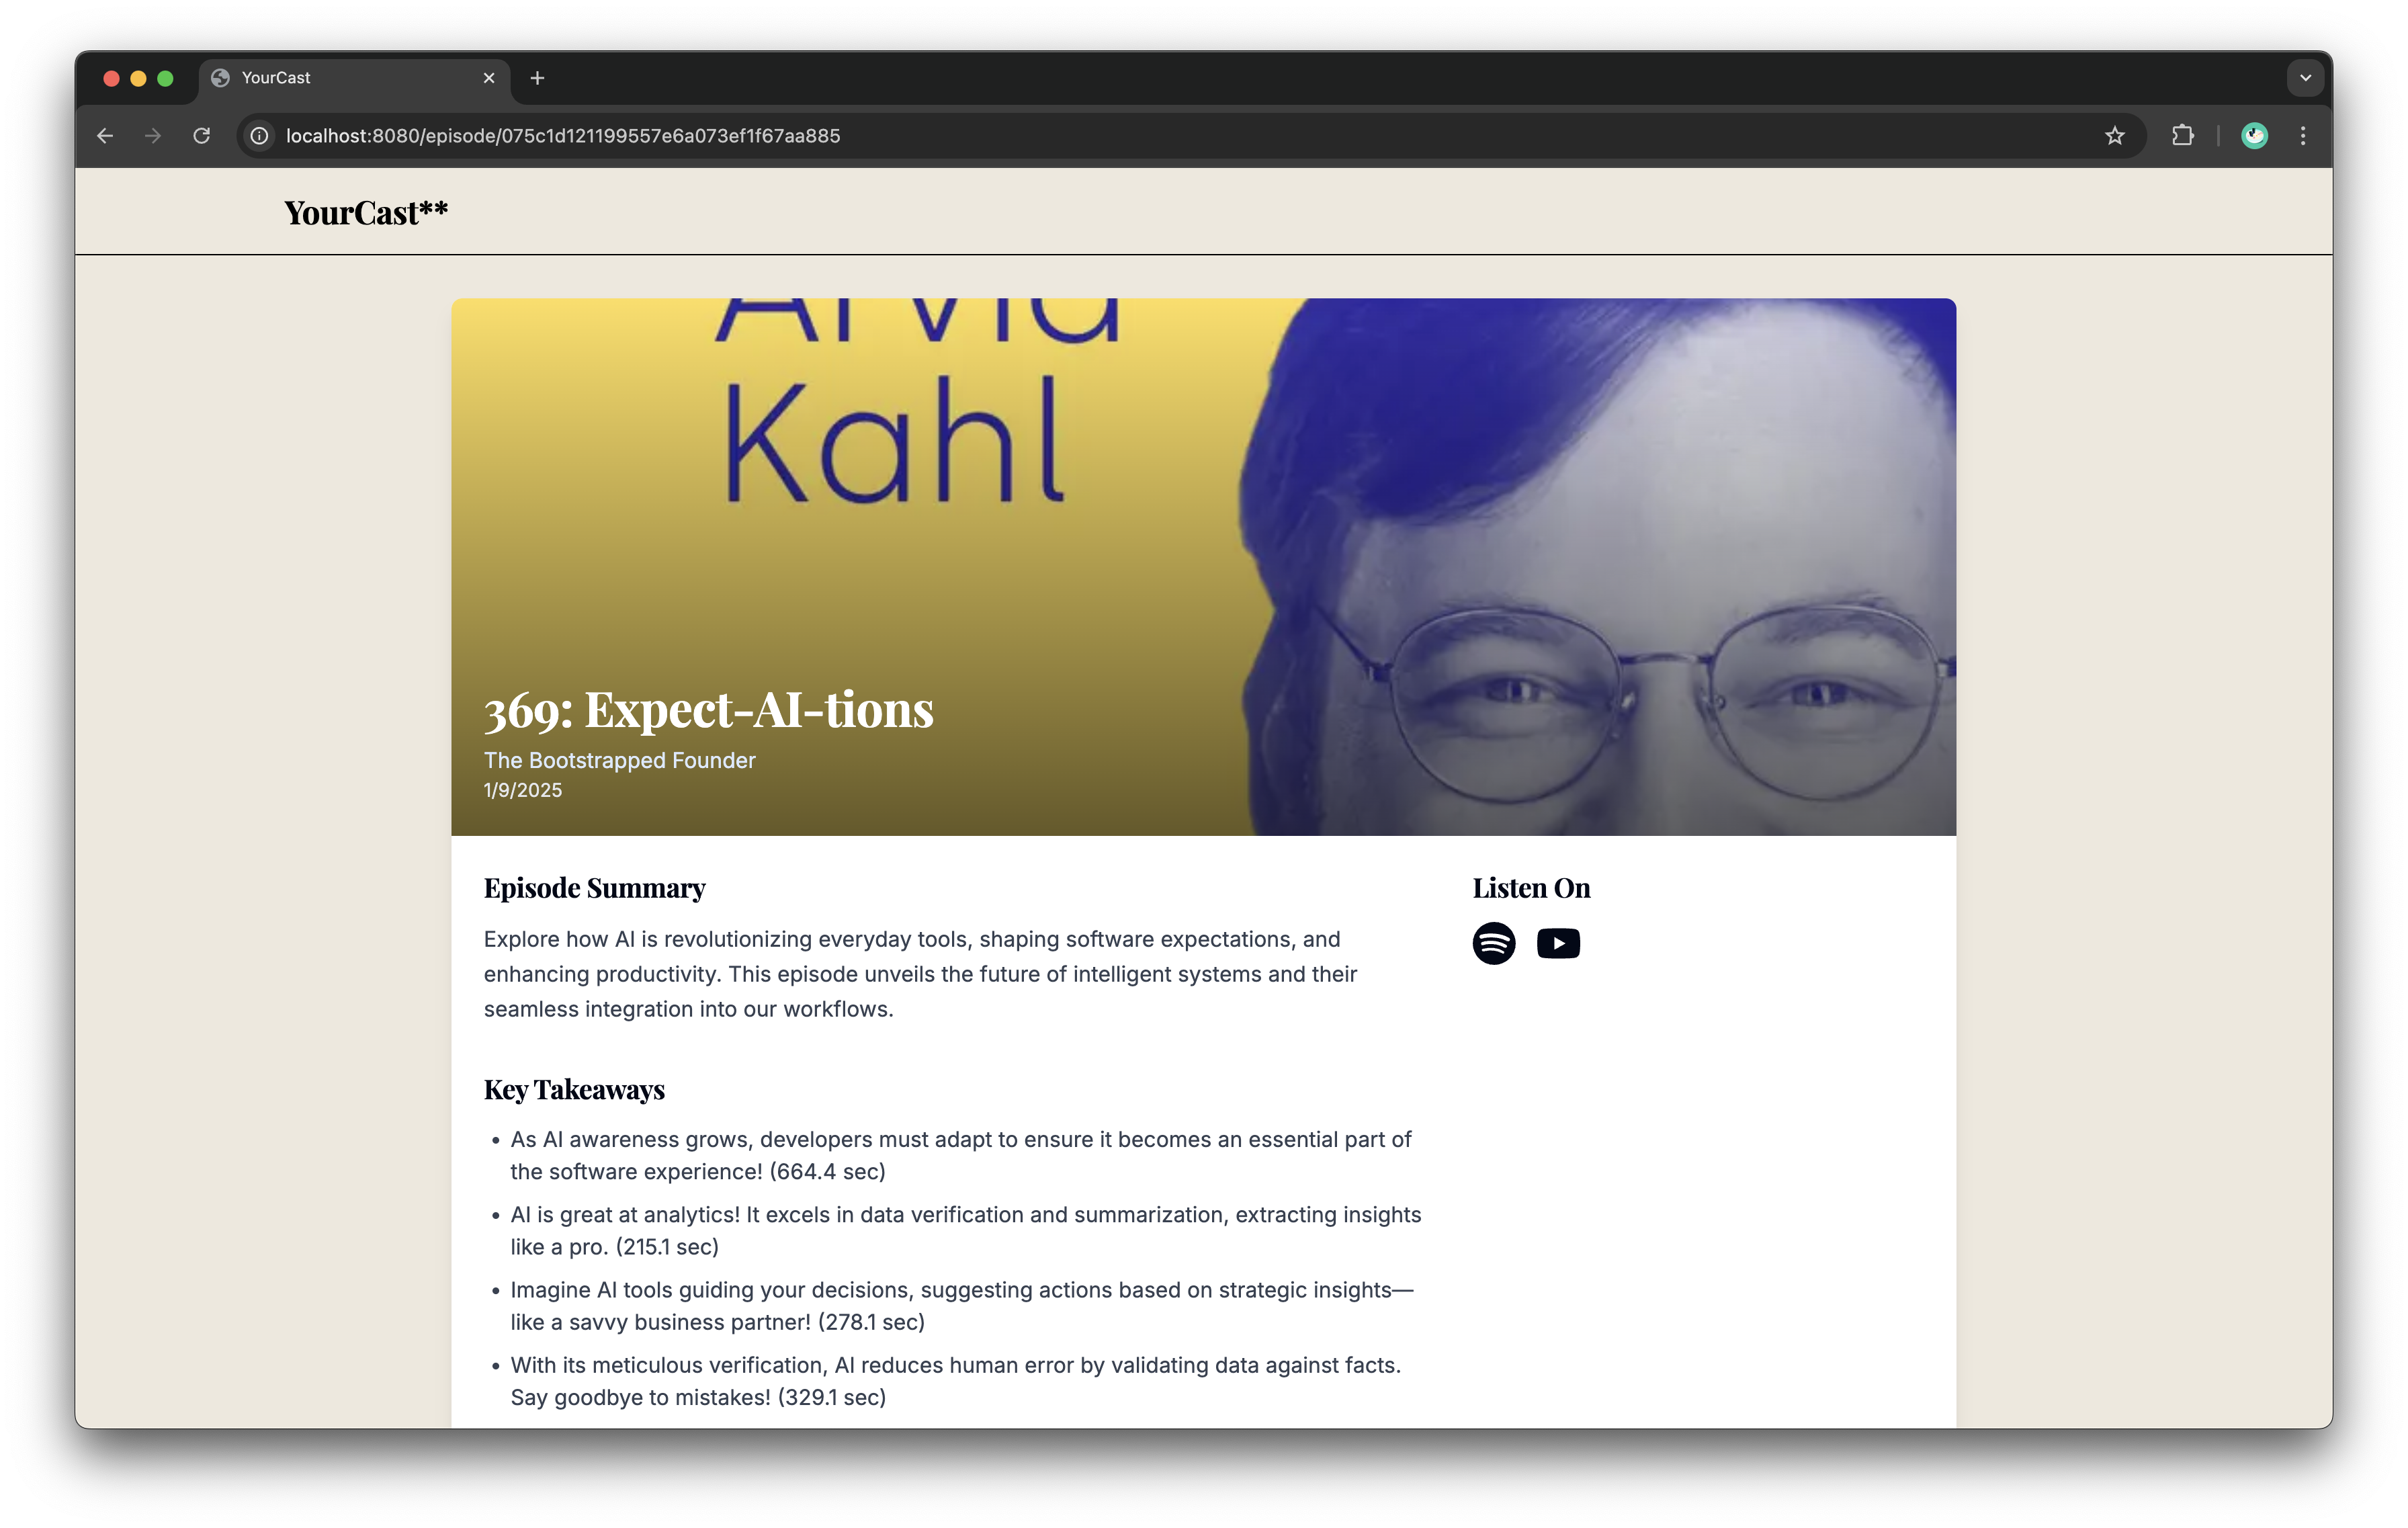 YourCast
localhost:8080/episode/075c1d121199557e6a073ef1f67aa885
YourCast**
Arvid
Kahl
369: Expect-AI-tions
The Bootstrapped Founder
1/9/2025
Episode Summary
Explore how AI is revolutionizing everyday tools, shaping software expectations, and
enhancing productivity. This episode unveils the future of intelligent systems and their
seamless integration into our workflows.
Listen On
Key Takeaways
As AI awareness grows, developers must adapt to ensure it becomes an essential part of
the software experience! (664.4 sec)
AI is great at analytics! It excels in data verification and summarization, extracting insights
like a pro. (215.1 sec)
Imagine AI tools guiding your decisions, suggesting actions based on strategic insights—
like a savvy business partner! (278.1 sec)
With its meticulous verification, AI reduces human error by validating data against facts.
Say goodbye to mistakes! (329.1 sec)